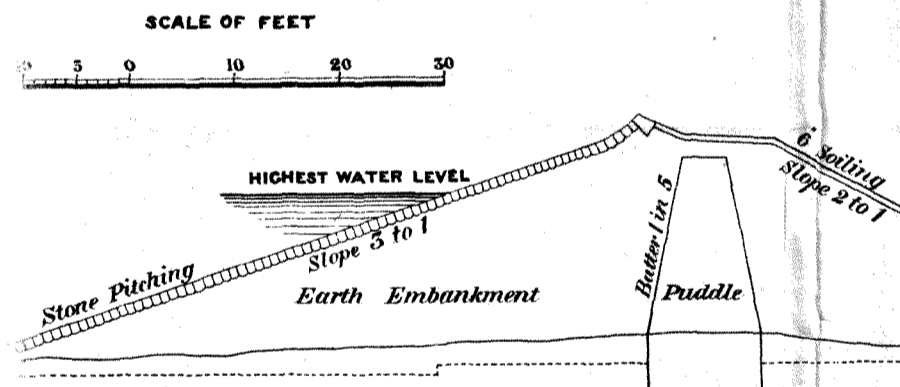 SCALE OF FEET
5 0 10 20 30
HIGHEST WATER LEVEL
6" Soiling
Slope 2 to 1
Slope 3 to 1
Batter 1 in 5
Stone Pitching
Earth Embankment
Puddle